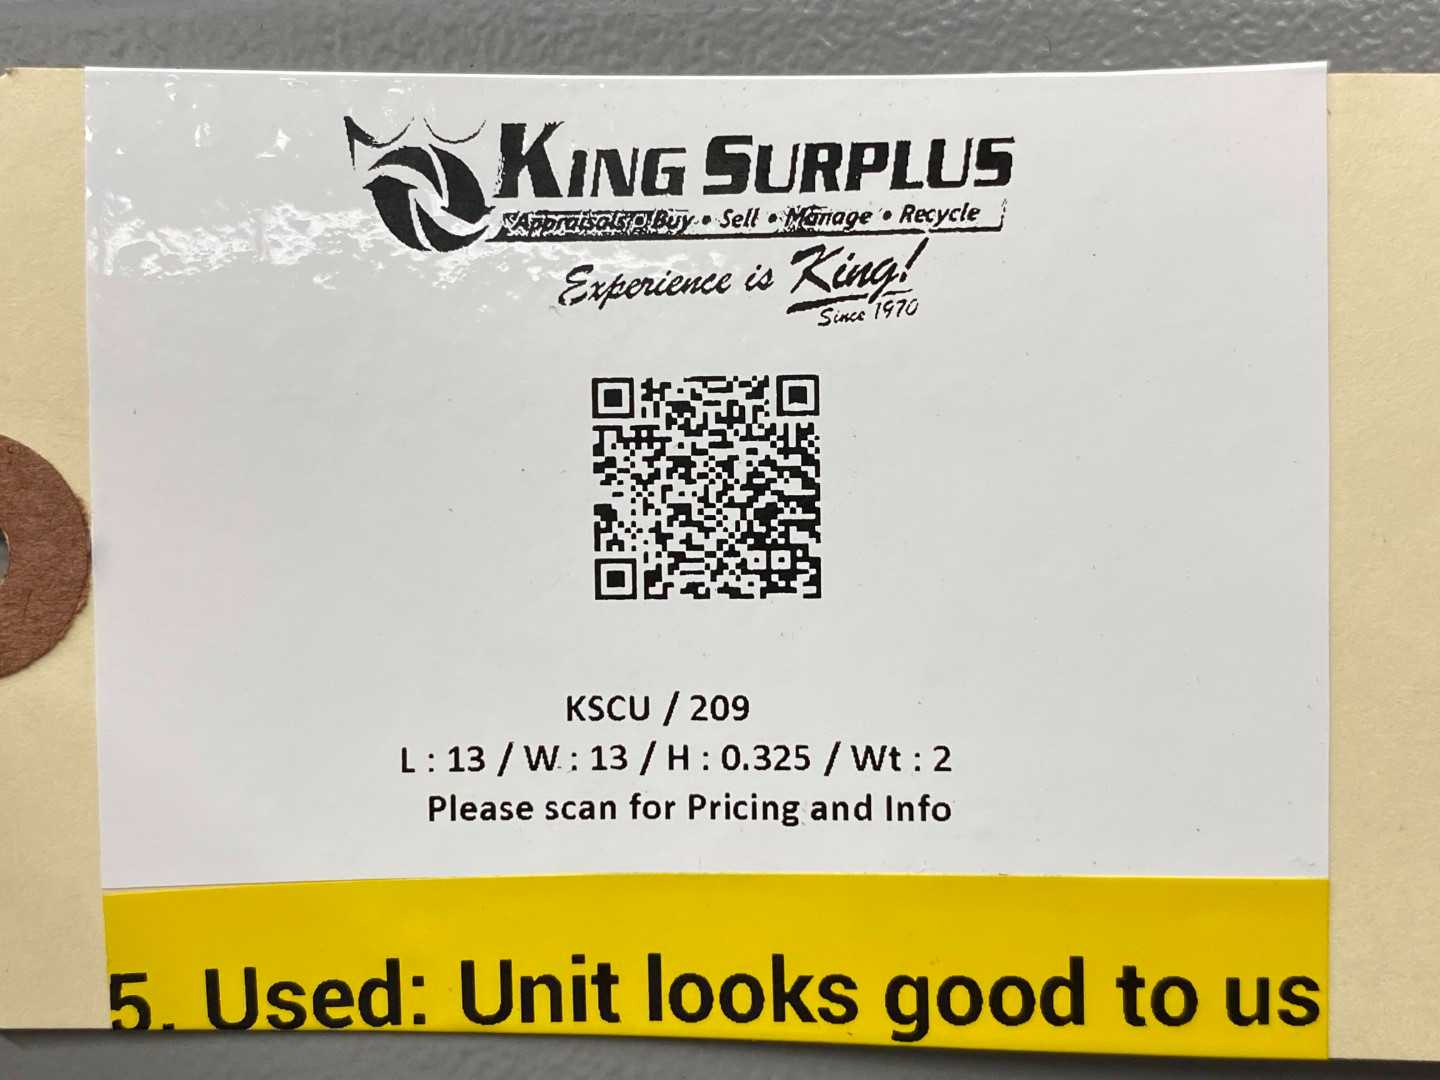 KING SURPLUS
Appraisals • Buy • Sell • Manage • Recycle
Experience is King!
Since 1970
KSCU / 209
L : 13 / W : 13 / H : 0.325 / Wt : 2
Please scan for Pricing and Info
5. Used: Unit looks good to us